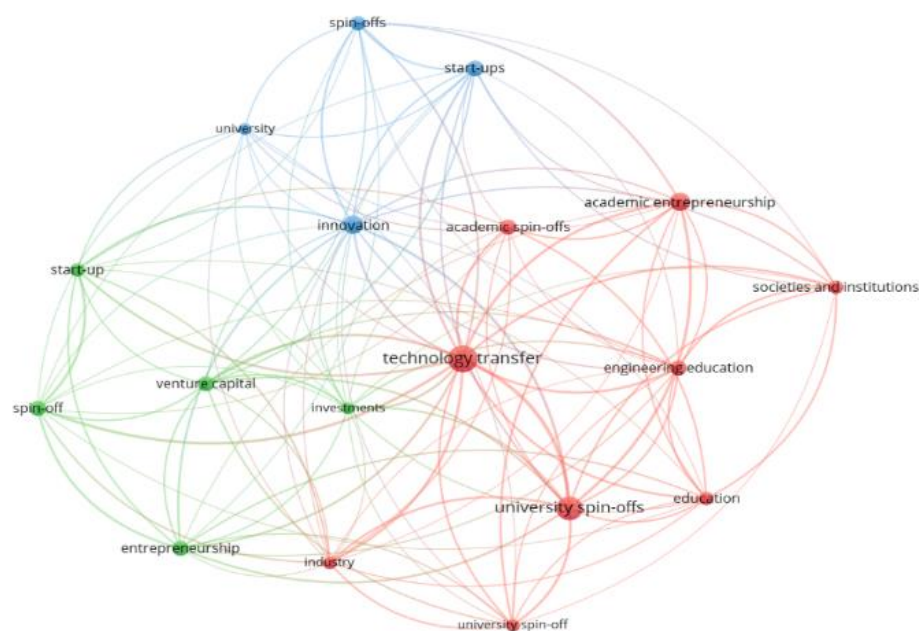 spin-offs
start-ups
university
academic entrepreneurship
innovation
academic spin-offs
start-up
societies and institutions
technology transfer
engineering education
venture capital
spin-off
investments
education
university spin-offs
entrepreneurship
industry
university spin-off